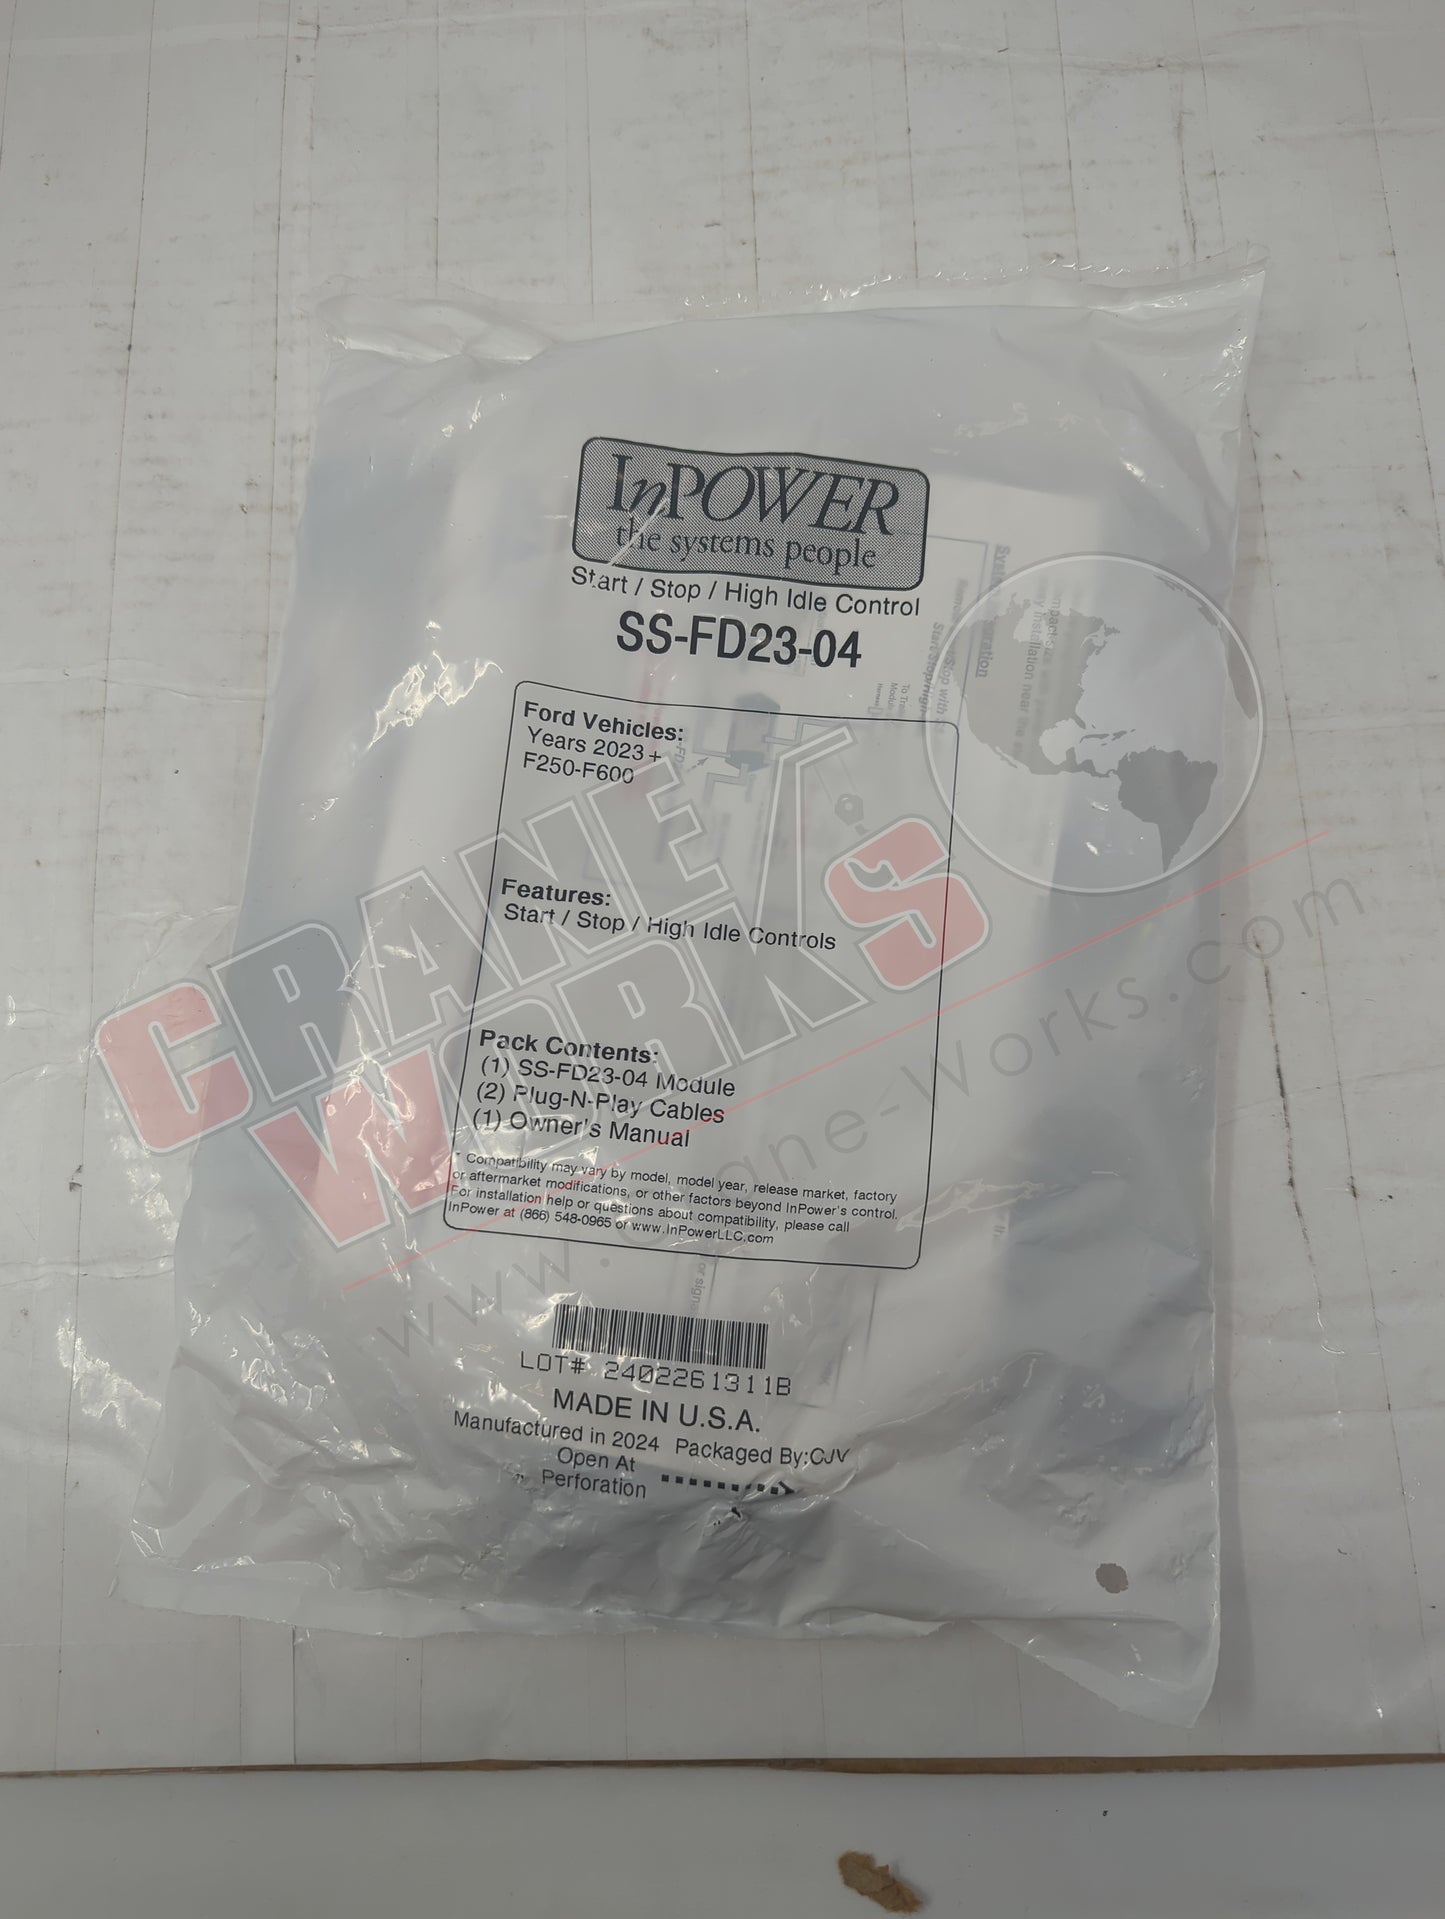 InPOWER
the systems people
Start / Stop / High Idle Control
SS-FD23-04
Ford Vehicles:
Years 2023+
F250-F600
Features:
Start / Stop / High Idle Controls
Pack Contents:
(1) SS-FD23-04 Module
(2) Plug-N-Play Cables
(1) Owner's Manual
* Compatibility may vary by model, model year, release market, factory
or aftermarket modifications, or other factors beyond InPower's control.
For installation help or questions about compatibility, please call
InPower at (866) 548-0965 or www.InPowerLLC.com
LOT# 2402261311B
MADE IN U.S.A.
Manufactured in 2024 Packaged By:CJV
Open At
Perforation
CRANE
WORKS
www.crane-works.com